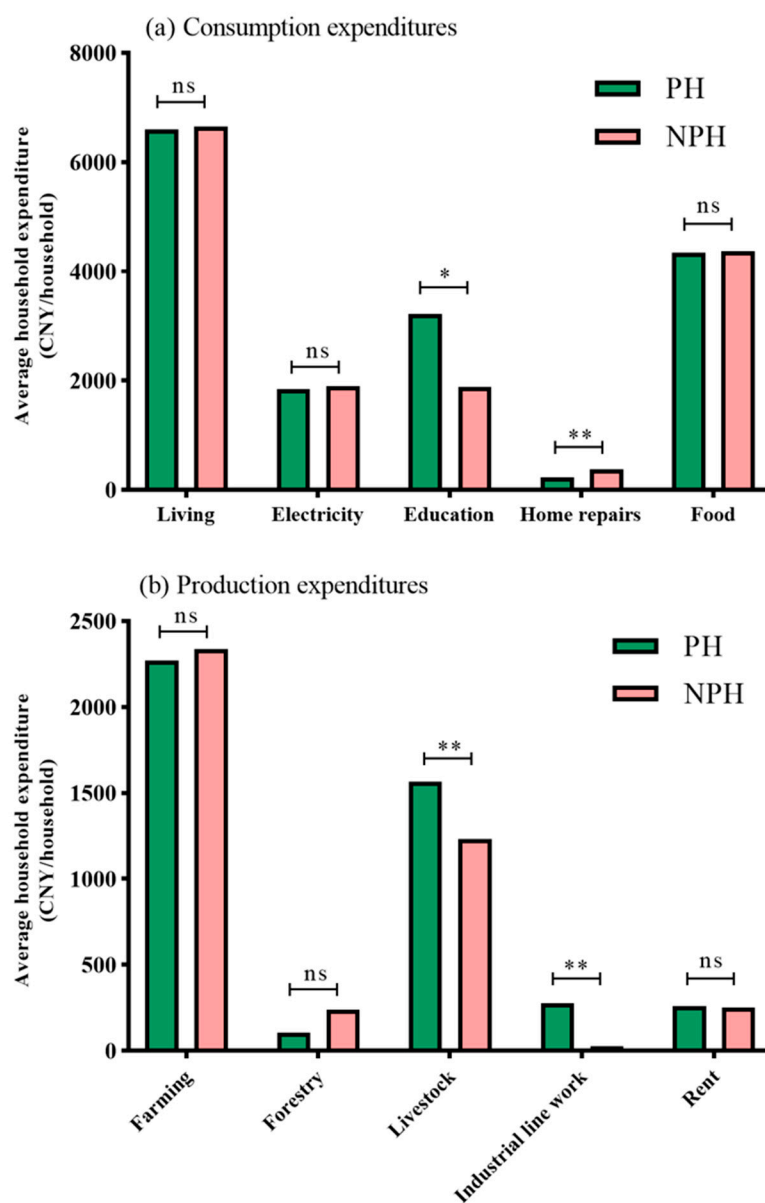 (a) Consumption expenditures
8000
6000
4000
2000
0
Average household expenditure
(CNY/household)
PH
NPH
ns
ns
*
**
ns
Living
Electricity
Education
Home repairs
Food
(b) Production expenditures
2500
2000
1500
1000
500
0
Average household expenditure
(CNY/household)
PH
NPH
ns
ns
**
**
ns
Farming
Forestry
Livestock
Industrial line work
Rent